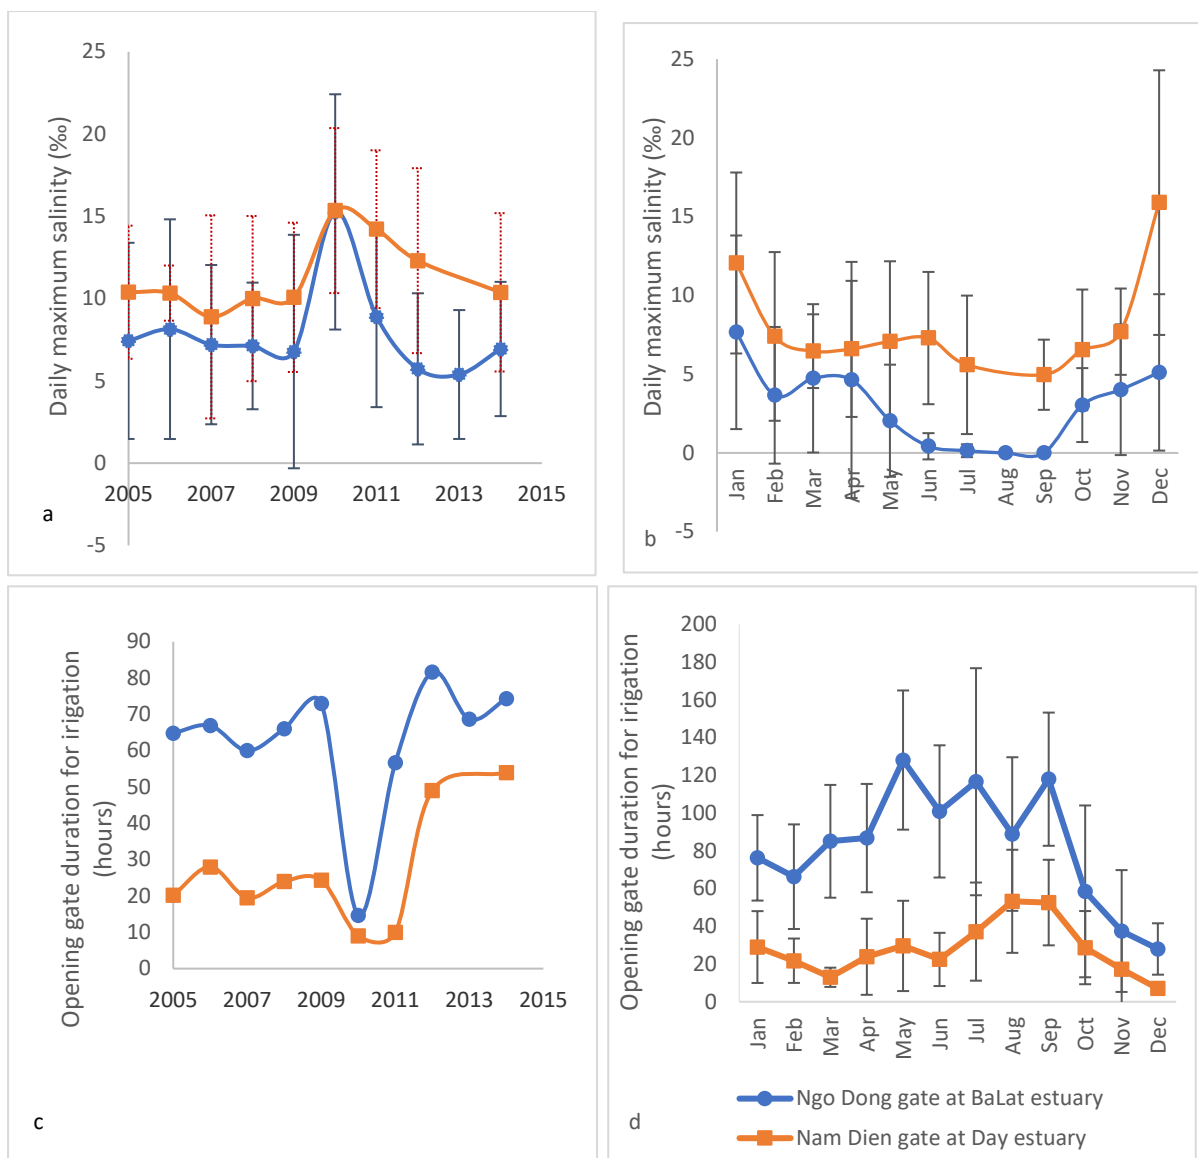 Daily maximum salinity (‰)
25
20
15
10
5
0
-5
2005 2007 2009 2011 2013 2015
a
Daily maximum salinity (‰)
25
20
15
10
5
0
-5
Jan Feb Mar Apr May Jun Jul Aug Sep Oct Nov Dec
b
Opening gate duration for irigation
(hours)
90
80
70
60
50
40
30
20
10
0
2005 2007 2009 2011 2013 2015
c
Opening gate duration for irigation
(hours)
200
180
160
140
120
100
80
60
40
20
0
Jan Feb Mar Apr May Jun Jul Aug Sep Oct Nov Dec
Ngo Dong gate at BaLat estuary
Nam Dien gate at Day estuary
d